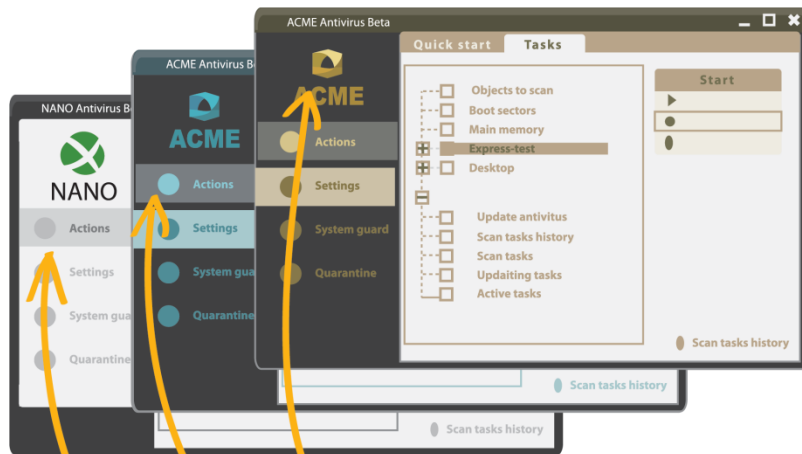 ACME Antivirus Beta
Quick start
Tasks
ACME
Actions
Settings
System guard
Quarantine
Objects to scan
Boot sectors
Main memory
Express-test
Desktop
Update antivitus
Scan tasks history
Scan tasks
Updaiting tasks
Active tasks
Start
Scan tasks history
ACME Antivirus Be
ACME
Actions
Settings
System gua
Quarantine
Scan tasks history
NANO Antivirus B
NANO
Actions
Settings
System gua
Quarantine
Scan tasks history